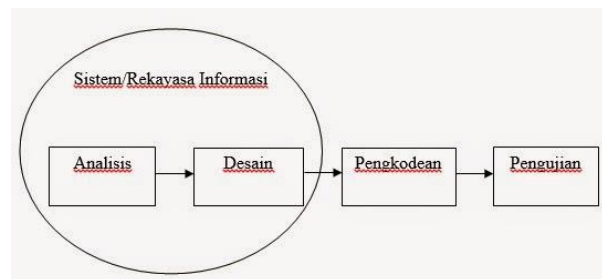 Sistem/Rekayasa Informasi
Analisis
Desain
Pengkodean
Pengujian